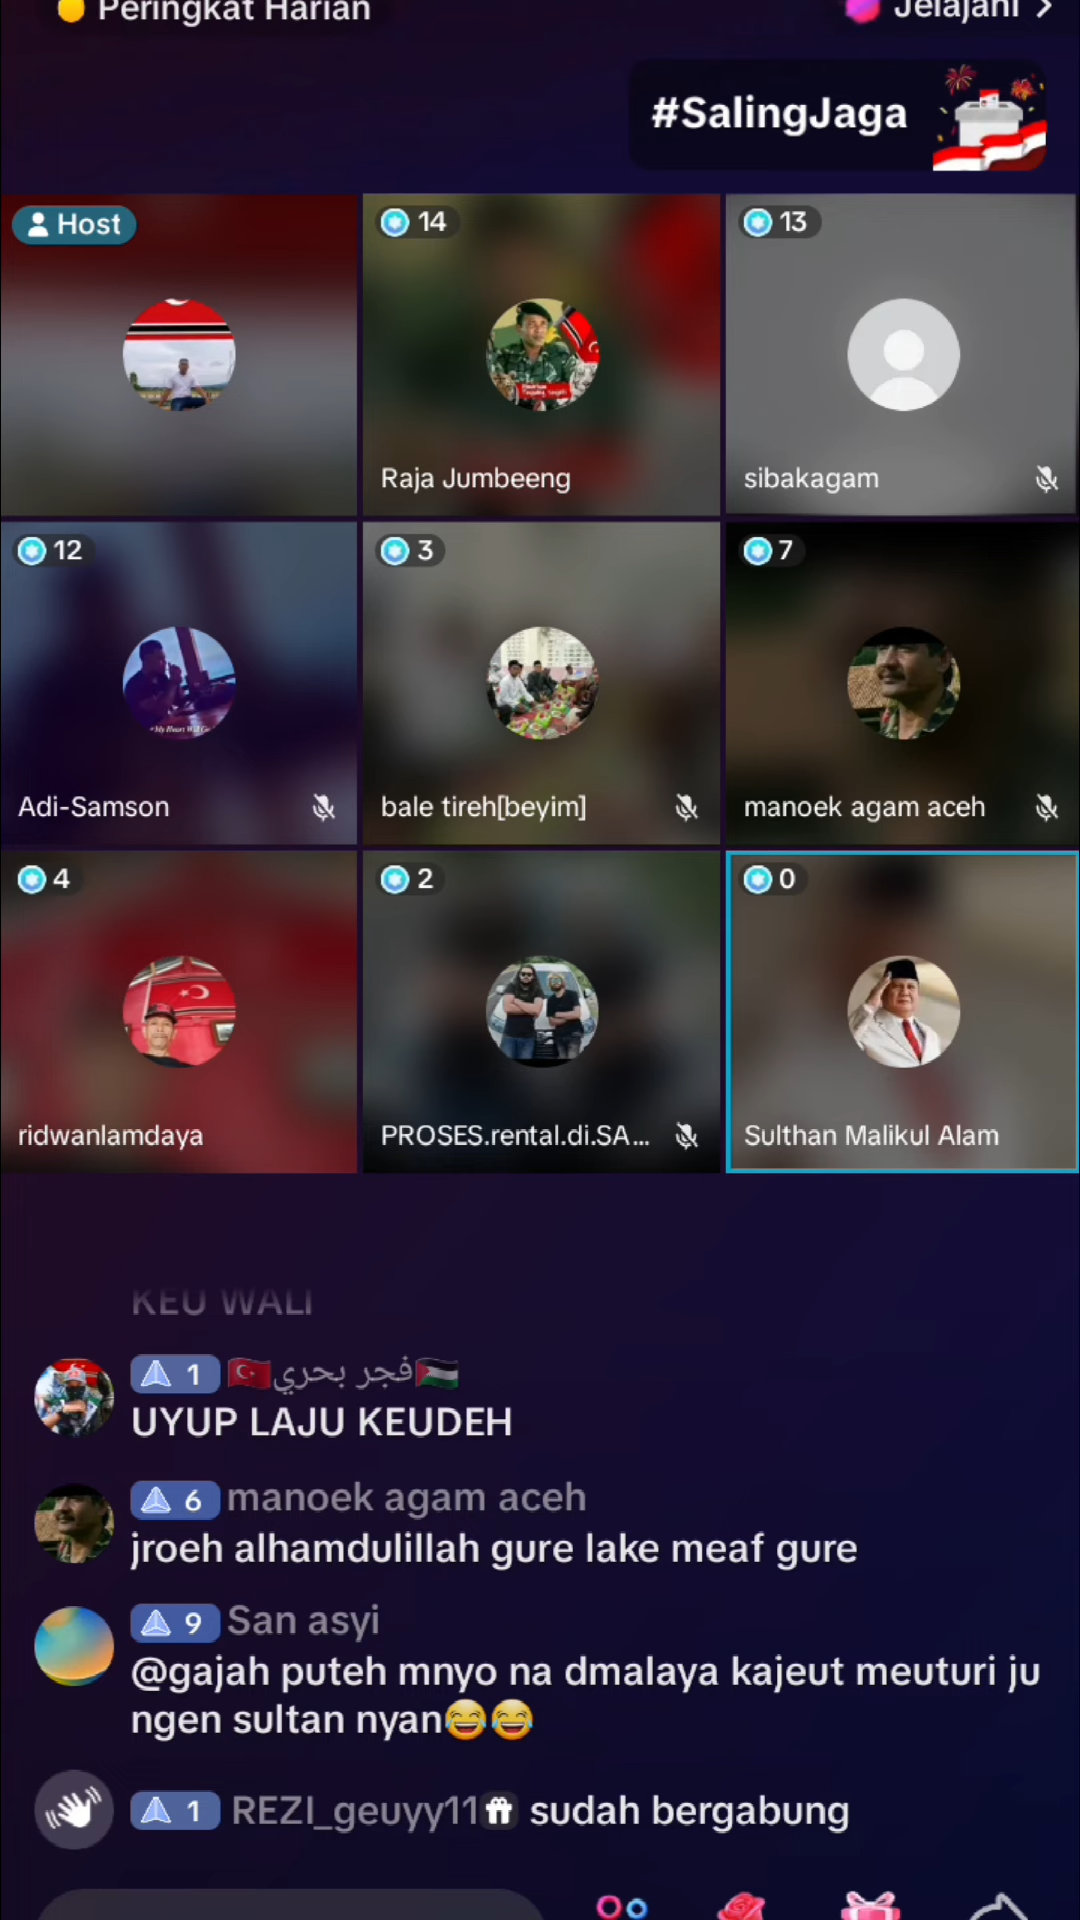 Peringkat Harian
Jelajahi >
#SalingJaga
Host
14
13
Raja Jumbeeng
sibakagam
12
3
7
Adi-Samson
bale tireh[beyim]
manoek agam aceh
4
2
0
ridwanlamdaya
PROSES.rental.di.SA...
Sulthan Malikul Alam
KEU WALI
1 🇹🇷فجر بحري🇵🇸
UYUP LAJU KEUDEH
6 manoek agam aceh
jroeh alhamdulillah gure lake meaf gure
9 San asyi
@gajah puteh mnyo na dmalaya kajeut meuturi ju
ngen sultan nyan😂😂
1 REZI_geuyy11 sudah bergabung